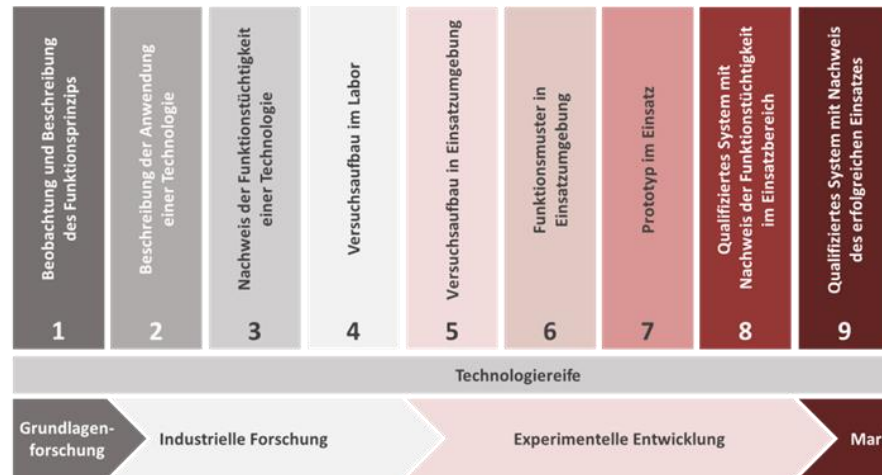 Beobachtung und Beschreibung
des Funktionsprinzips
1
Beschreibung der Anwendung
einer Technologie
2
Nachweis der Funktionstüchtigkeit
einer Technologie
3
Versuchsaufbau im Labor
4
Versuchsaufbau in Einsatzumgebung
5
Funktionsmuster in
Einsatzumgebung
6
Prototyp im Einsatz
7
Qualifiziertes System mit
Nachweis der Funktionstüchtigkeit
im Einsatzbereich
8
Qualifiziertes System mit Nachweis
des erfolgreichen Einsatzes
9
Technologiereife
Grundlagen-
forschung
Industrielle Forschung
Experimentelle Entwicklung
Mar